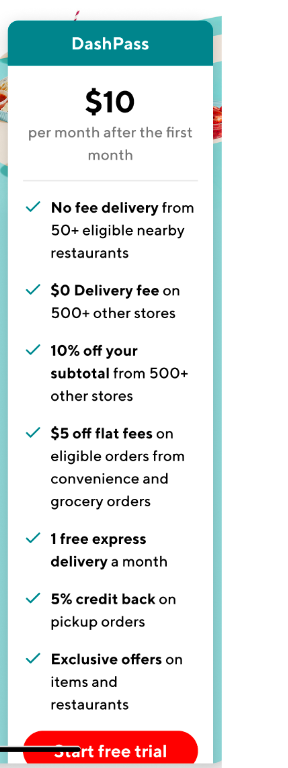 DashPass
$10
per month after the first
month
No fee delivery from
50+ eligible nearby
restaurants
$0 Delivery fee on
500+ other stores
10% off your
subtotal from 500+
other stores
$5 off flat fees on
eligible orders from
convenience and
grocery orders
1 free express
delivery a month
5% credit back on
pickup orders
Exclusive offers on
items and
restaurants
Start free trial